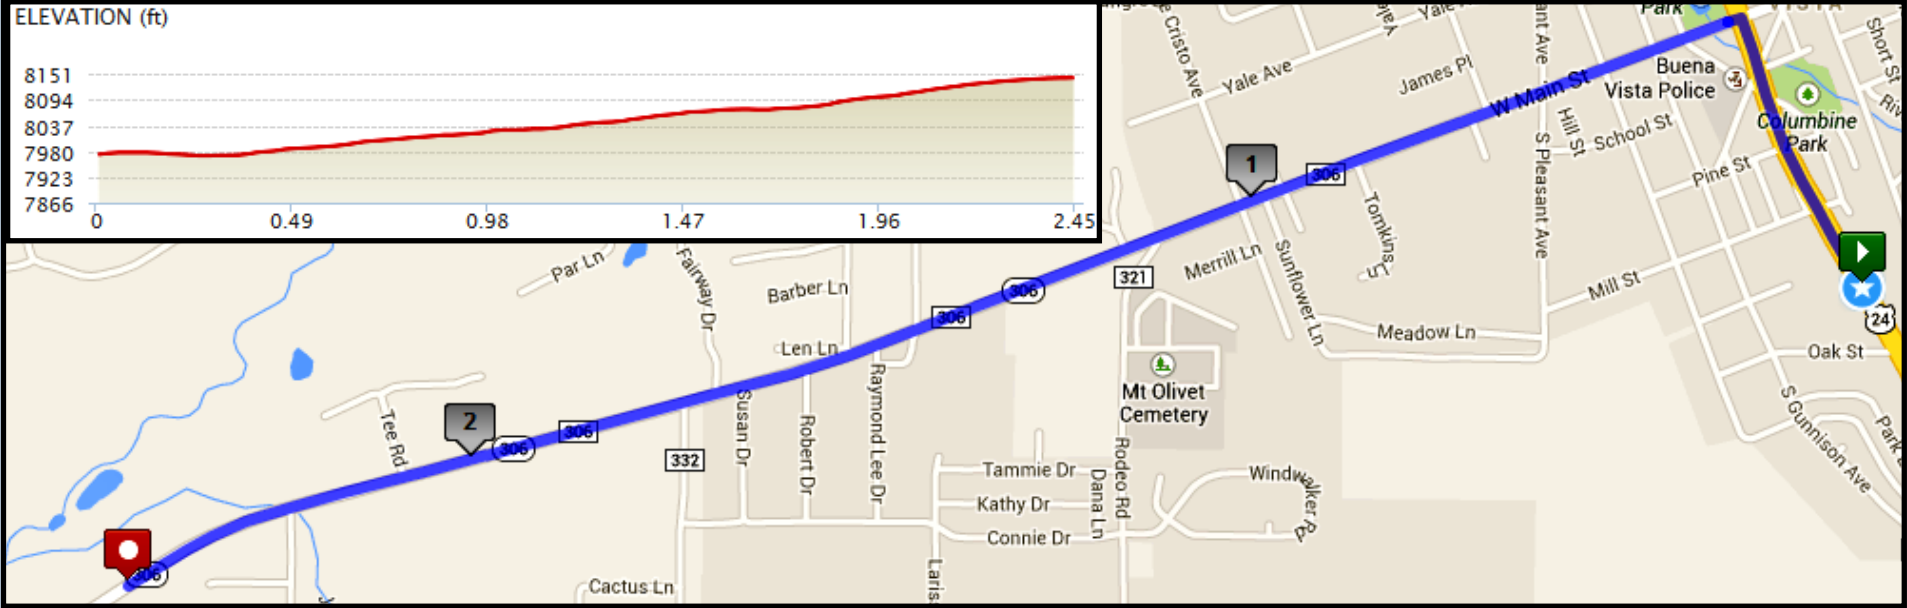 ELEVATION (ft)
8151
8094
8037
7980
7923
7866
0
0.49
0.98
1.47
1.96
2.45
Yale Ave
James Pl
W Main St
Park
VISTA
Short St
Buena
Vista Police
Columbine
Park
Hill St
School St
S Pleasant Ave
Pine St
1
306
Tomkins
Ln
Merrill Ln
Sunflower Ln
321
Mill St
24
Meadow Ln
Oak St
S Gunnison Ave
Par Ln
Fairway Dr
Barber Ln
306
306
Len Ln
Raymond Lee Dr
Mt Olivet
Cemetery
Susan Dr
Robert Dr
Tee Rd
2
306
306
332
Rodeo Rd
Tammie Dr
Dana Ln
Kathy Dr
Connie Dr
Windwalker Rd
306
Cactus Ln